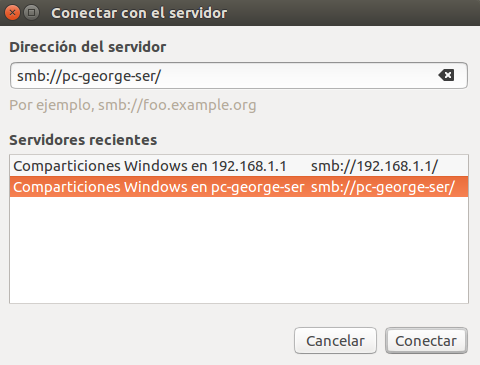 Conectar con el servidor
Dirección del servidor
smb://pc-george-ser/
Por ejemplo, smb://foo.example.org
Servidores recientes
Comparticiones Windows en 192.168.1.1 smb://192.168.1.1/
Comparticiones Windows en pc-george-ser smb://pc-george-ser/
Cancelar Conectar